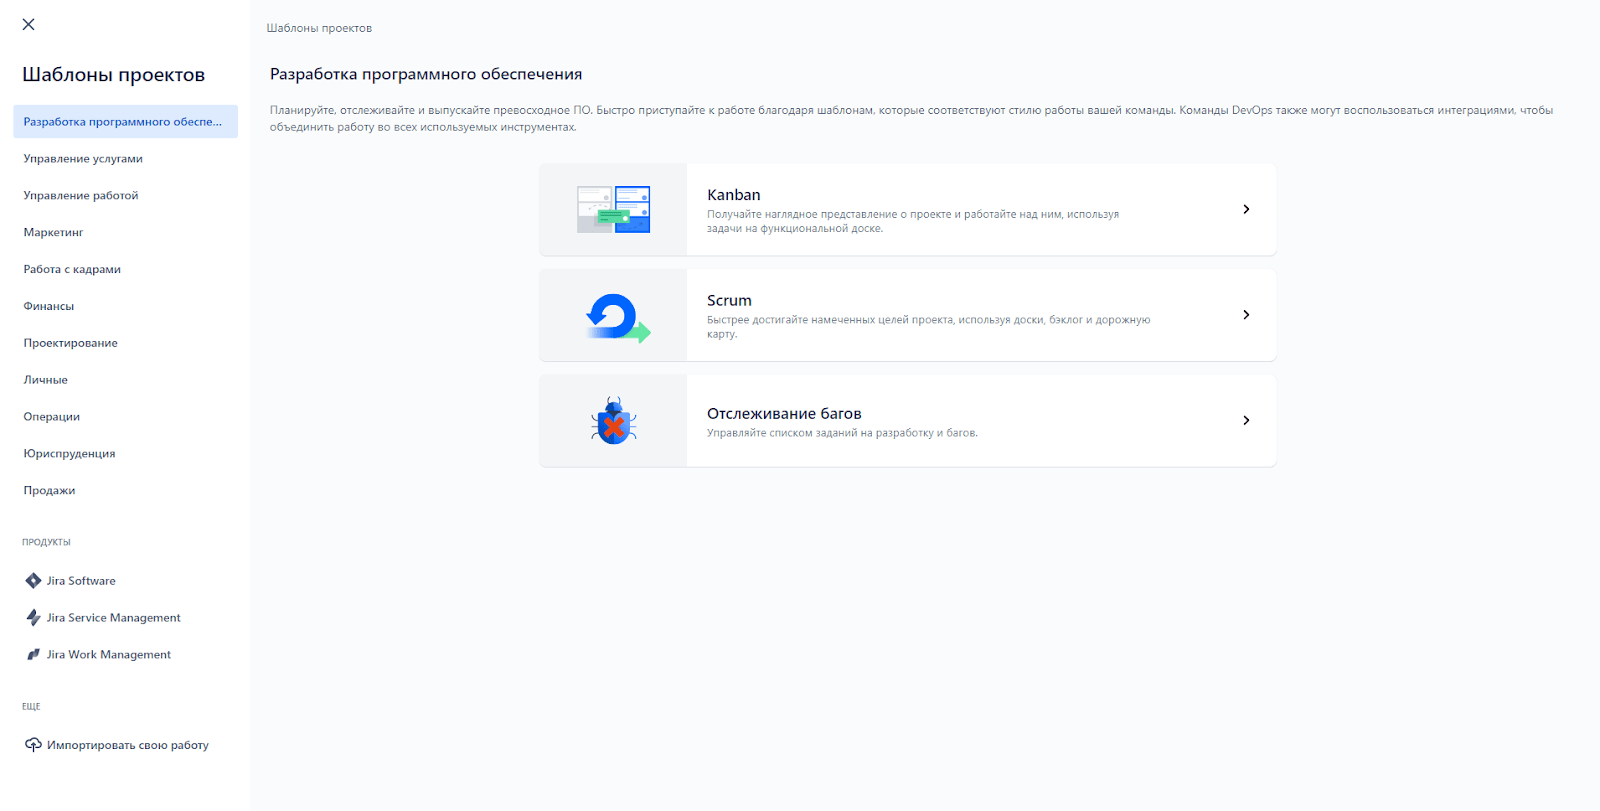 Шаблоны проектов
Разработка программного обеспе...
Управление услугами
Управление работой
Маркетинг
Работа с кадрами
Финансы
Проектирование
Личные
Операции
Юриспруденция
Продажи
ПРОДУКТЫ
Jira Software
Jira Service Management
Jira Work Management
ЕЩЕ
Импортировать свою работу
Шаблоны проектов
Разработка программного обеспечения
Планируйте, отслеживайте и выпускайте превосходное ПО. Быстро приступайте к работе благодаря шаблонам, которые соответствуют стилю работы вашей команды. Команды DevOps также могут воспользоваться интеграциями, чтобы
объединить работу во всех используемых инструментах.
Kanban
Получайте наглядное представление о проекте и работайте над ним, используя
задачи на функциональной доске.
Scrum
Быстрее достигайте намеченных целей проекта, используя доски, бэклог и дорожную
карту.
Отслеживание багов
Управляйте списком заданий на разработку и багов.